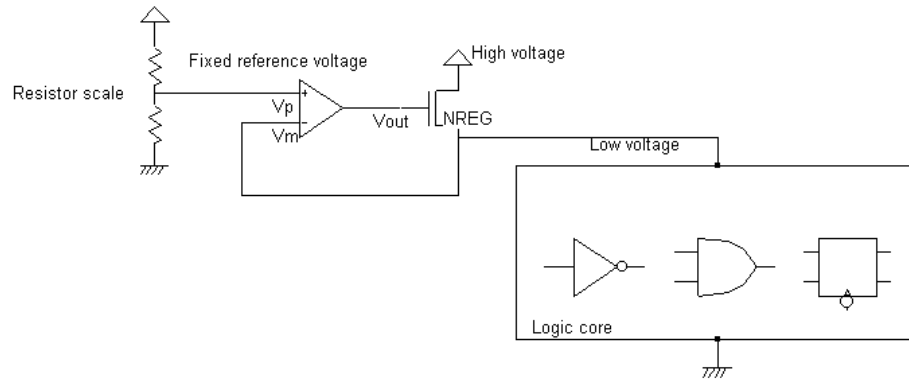 Fixed reference voltage
High voltage
Resistor scale
+
Vp
Vout
NREG
-
Vm
Low voltage
Logic core